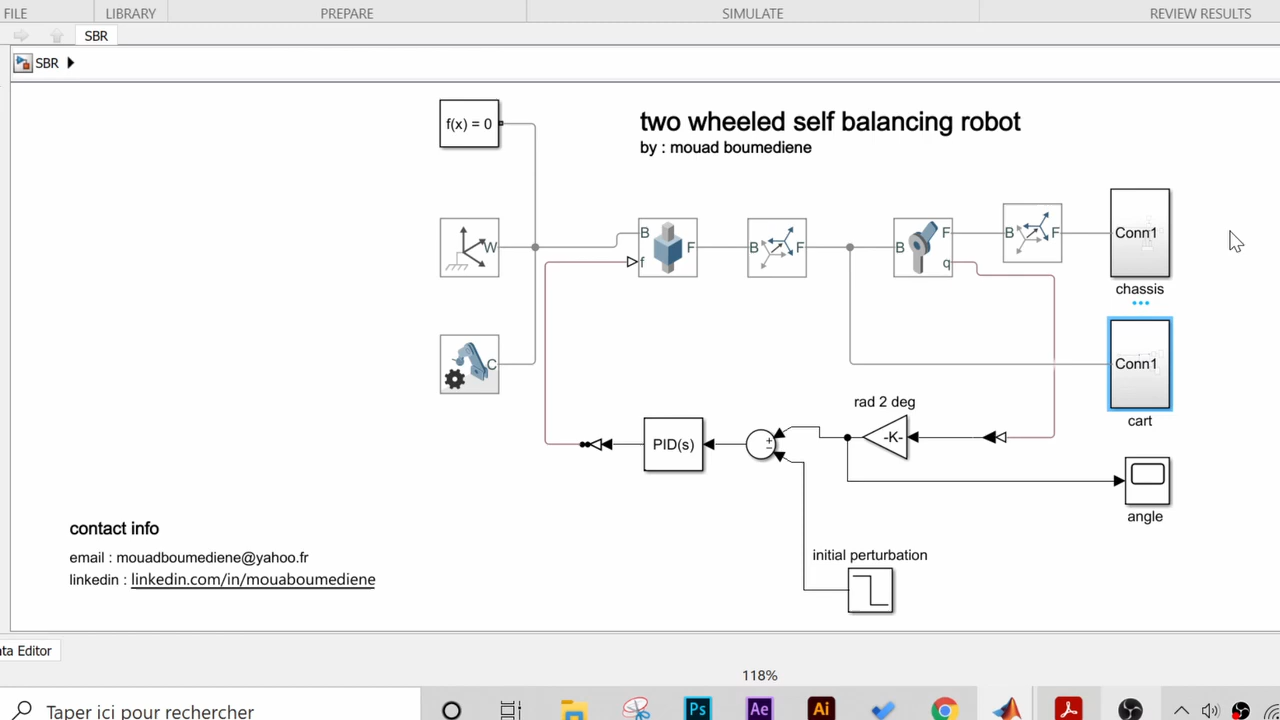 FILE
LIBRARY
PREPARE
SIMULATE
REVIEW RESULTS
SBR
SBR
f(x) = 0
two wheeled self balancing robot
by : mouad boumediene
W
B
f
F
B
F
B
F
q
B
F
Conn1
chassis
C
Conn1
cart
rad 2 deg
PID(s)
+
−
-K-
angle
contact info
email : mouadboumediene@yahoo.fr
linkedin : linkedin.com/in/mouaboumediene
initial perturbation
ta Editor
118%
Taper ici pour rechercher
Ps
Ae
Ai